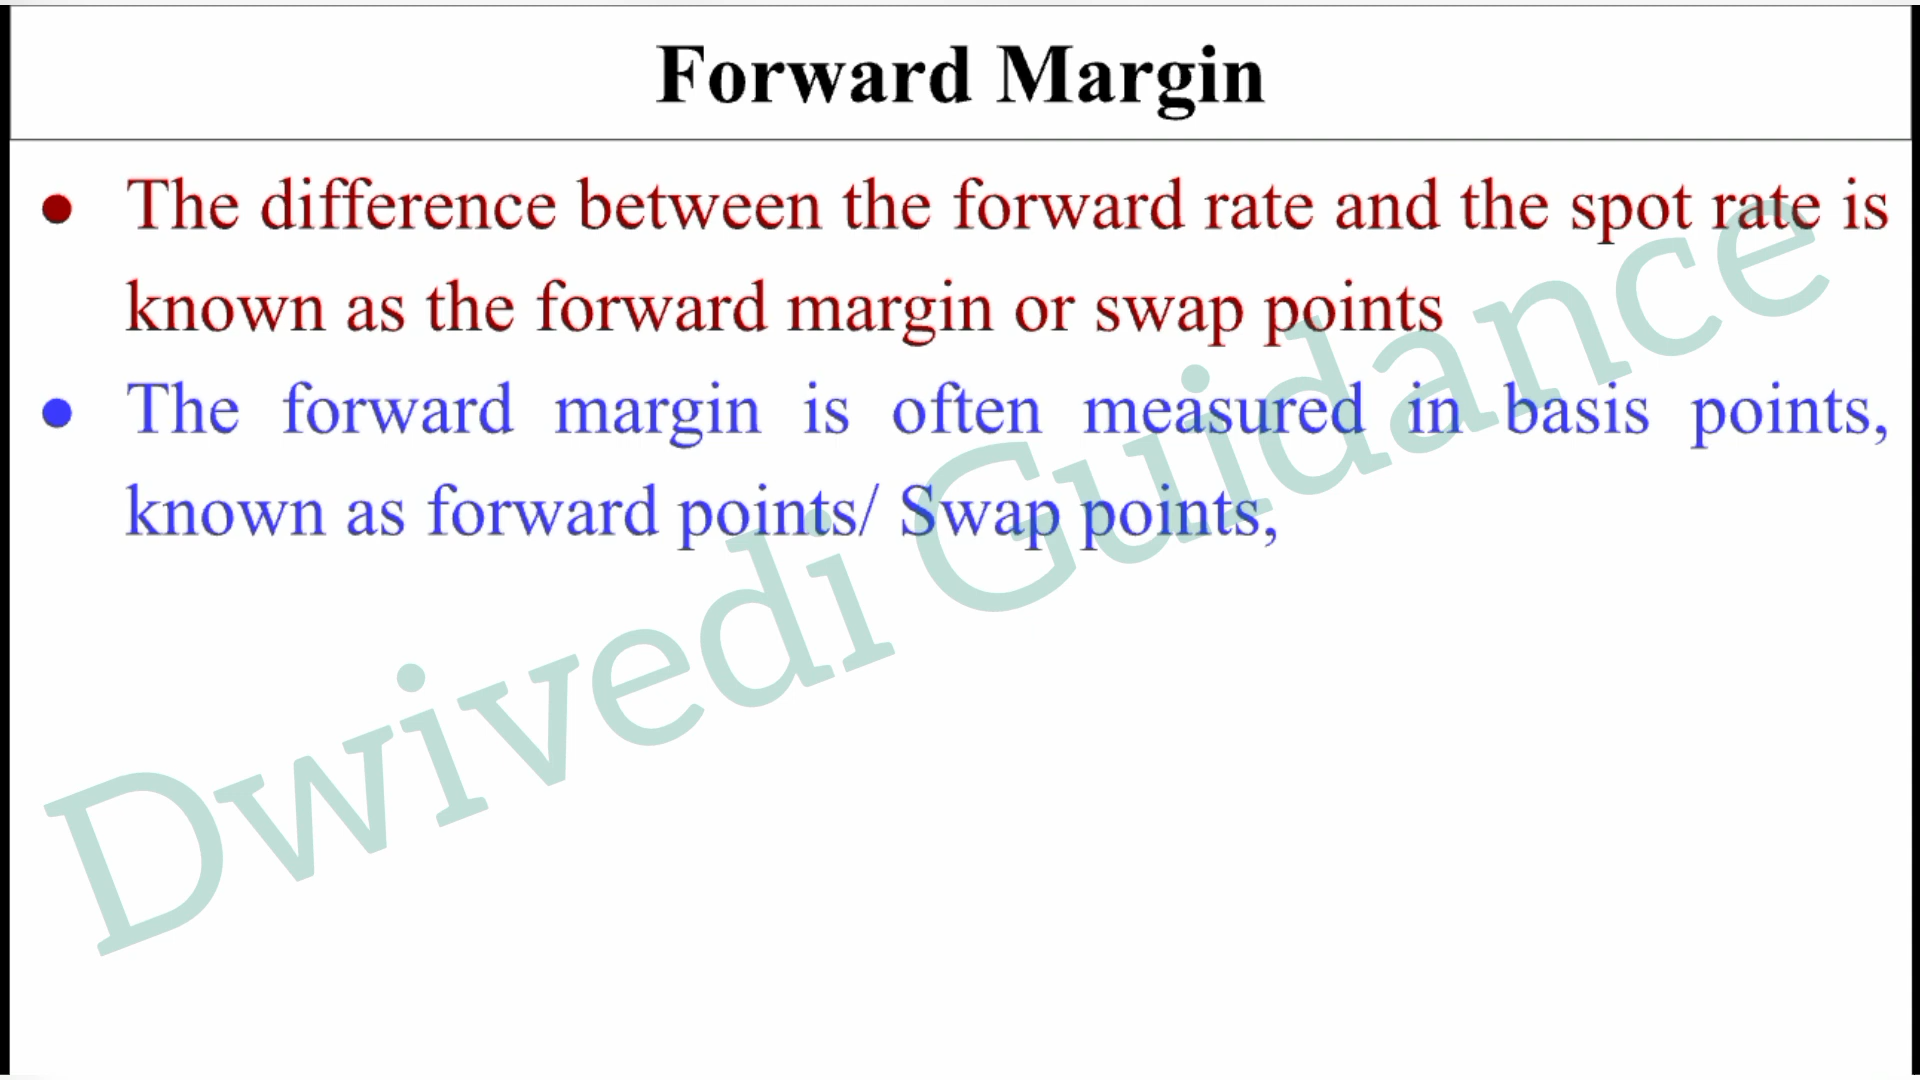 Forward Margin
● The difference between the forward rate and the spot rate is
known as the forward margin or swap points
● The forward margin is often measured in basis points,
known as forward points/ Swap points,
Dwivedi Guidance